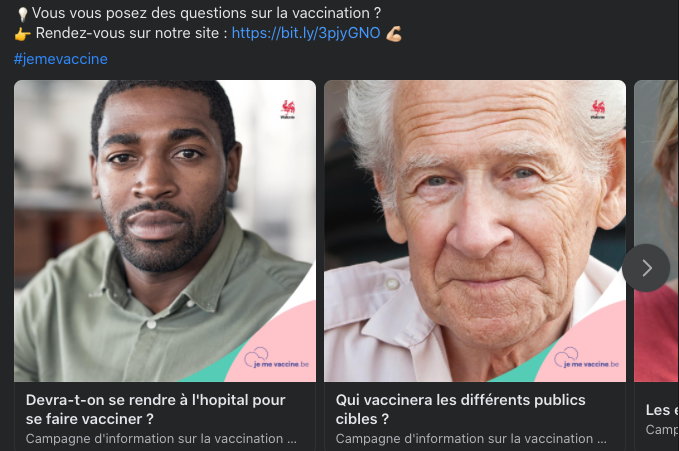 Vous vous posez des questions sur la vaccination ?
Rendez-vous sur notre site : https://bit.ly/3pjyGNO
#jemevaccine
Wallonie
je me vaccine.be
Devra-t-on se rendre à l'hopital pour
se faire vacciner ?
Campagne d'information sur la vaccination ...
Wallonie
je me vaccine.be
Qui vaccinera les différents publics
cibles ?
Campagne d'information sur la vaccination ...
Les
Camp